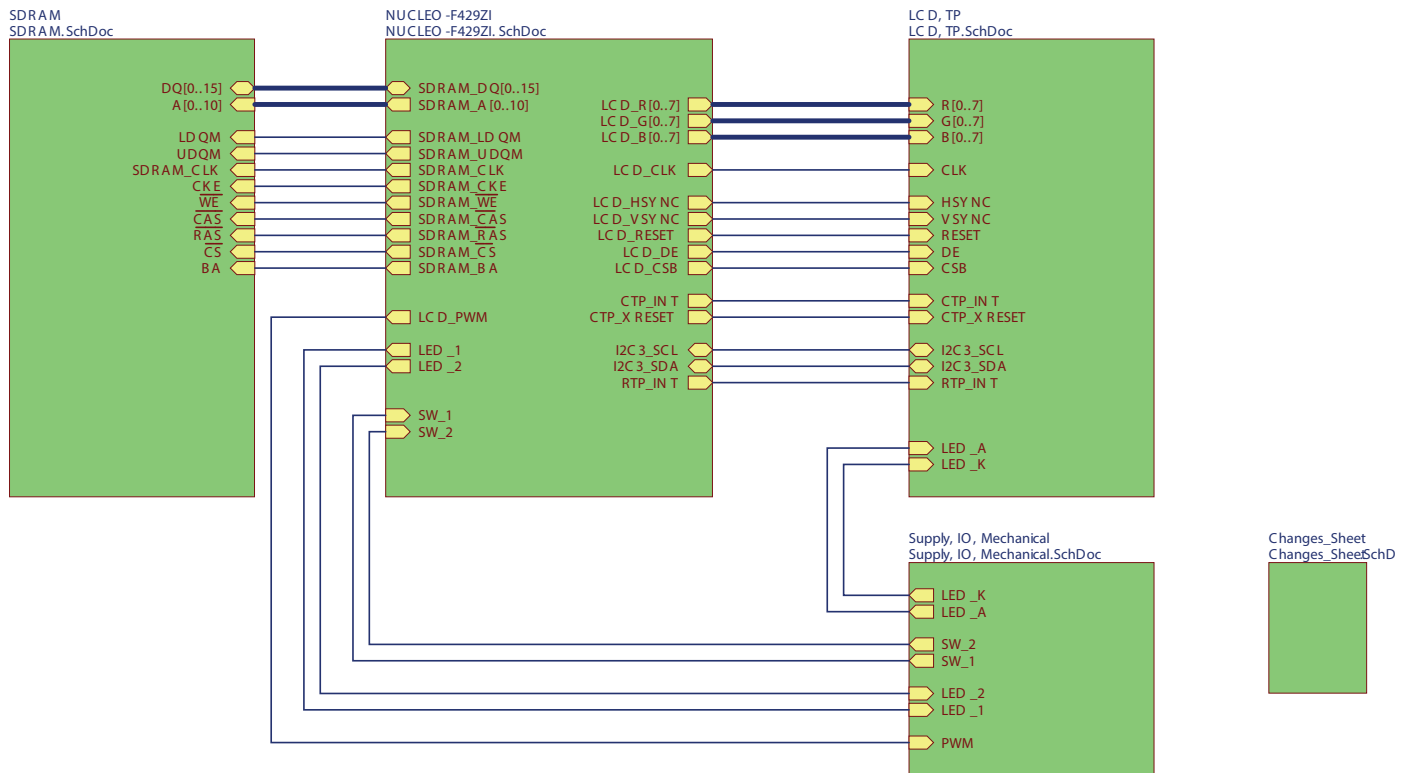 SDRAM
SDRAM.SchDoc
DQ[0..15]
A[0..10]
LDQM
UDQM
SDRAM_CLK
CKE
WE
CAS
RAS
CS
BA
NUCLEO-F429ZI
NUCLEO-F429ZI.SchDoc
SDRAM_DQ[0..15]
SDRAM_A[0..10]
SDRAM_LDQM
SDRAM_UDQM
SDRAM_CLK
SDRAM_CKE
SDRAM_WE
SDRAM_CAS
SDRAM_RAS
SDRAM_CS
SDRAM_BA
LCD_PWM
LED_1
LED_2
SW_1
SW_2
LCD_R[0..7]
LCD_G[0..7]
LCD_B[0..7]
LCD_CLK
LCD_HSYNC
LCD_VSYNC
LCD_RESET
LCD_DE
LCD_CSB
CTP_INT
CTP_XRESET
I2C3_SCL
I2C3_SDA
RTP_INT
LCD, TP
LCD, TP.SchDoc
R[0..7]
G[0..7]
B[0..7]
CLK
HSYNC
VSYNC
RESET
DE
CSB
CTP_INT
CTP_XRESET
I2C3_SCL
I2C3_SDA
RTP_INT
LED_A
LED_K
Supply, IO, Mechanical
Supply, IO, Mechanical.SchDoc
LED_K
LED_A
SW_2
SW_1
LED_2
LED_1
PWM
Changes_Sheet
Changes_Sheet.SchD